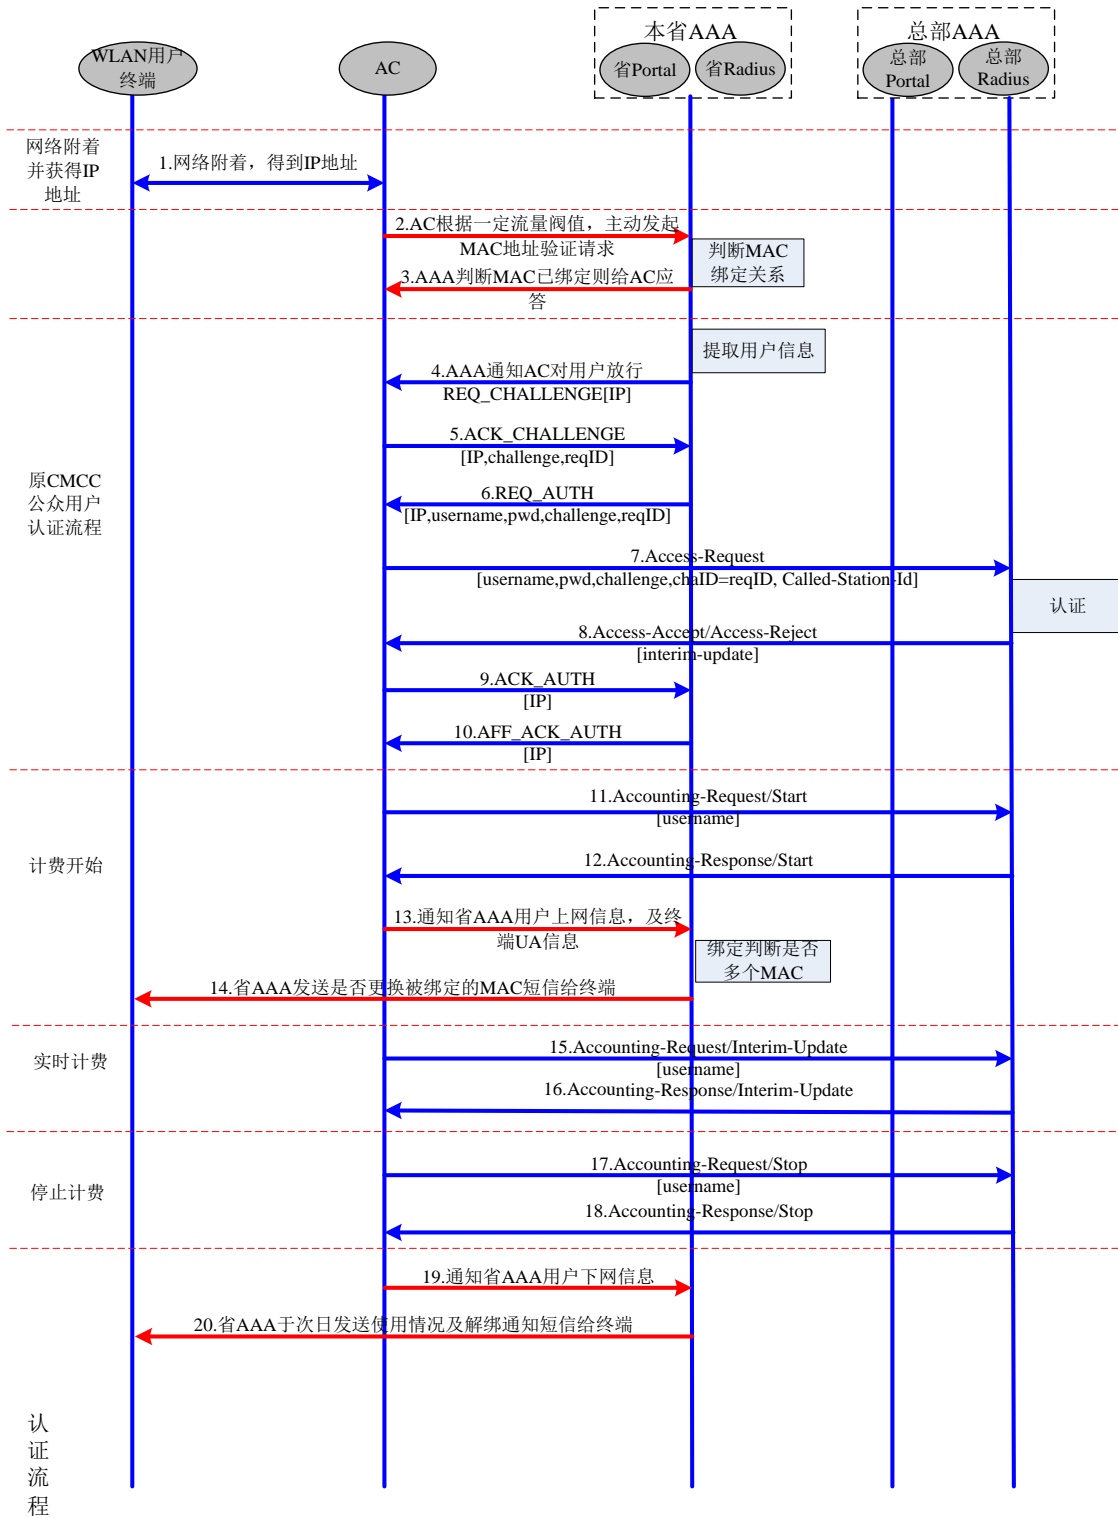 本省AAA
总部AAA
WLAN用户
终端
AC
省Portal
省Radius
总部
Portal
总部
Radius
网络附着
并获得IP
地址
1.网络附着，得到IP地址
2.AC根据一定流量阀值，主动发起
MAC地址验证请求
判断MAC
绑定关系
3.AAA判断MAC已绑定则给AC应
答
提取用户信息
4.AAA通知AC对用户放行
REQ_CHALLENGE[IP]
5.ACK_CHALLENGE
[IP,challenge,reqID]
原CMCC
公众用户
认证流程
6.REQ_AUTH
[IP,username,pwd,challenge,reqID]
7.Access-Request
[username,pwd,challenge,chaID=reqID, Called-Station-Id]
认证
8.Access-Accept/Access-Reject
[interim-update]
9.ACK_AUTH
[IP]
10.AFF_ACK_AUTH
[IP]
11.Accounting-Request/Start
[username]
计费开始
12.Accounting-Response/Start
13.通知省AAA用户上网信息，及终
端UA信息
绑定判断是否
多个MAC
14.省AAA发送是否更换被绑定的MAC短信给终端
实时计费
15.Accounting-Request/Interim-Update
[username]
16.Accounting-Response/Interim-Update
停止计费
17.Accounting-Request/Stop
[username]
18.Accounting-Response/Stop
19.通知省AAA用户下网信息
20.省AAA于次日发送使用情况及解绑通知短信给终端
认
证
流
程